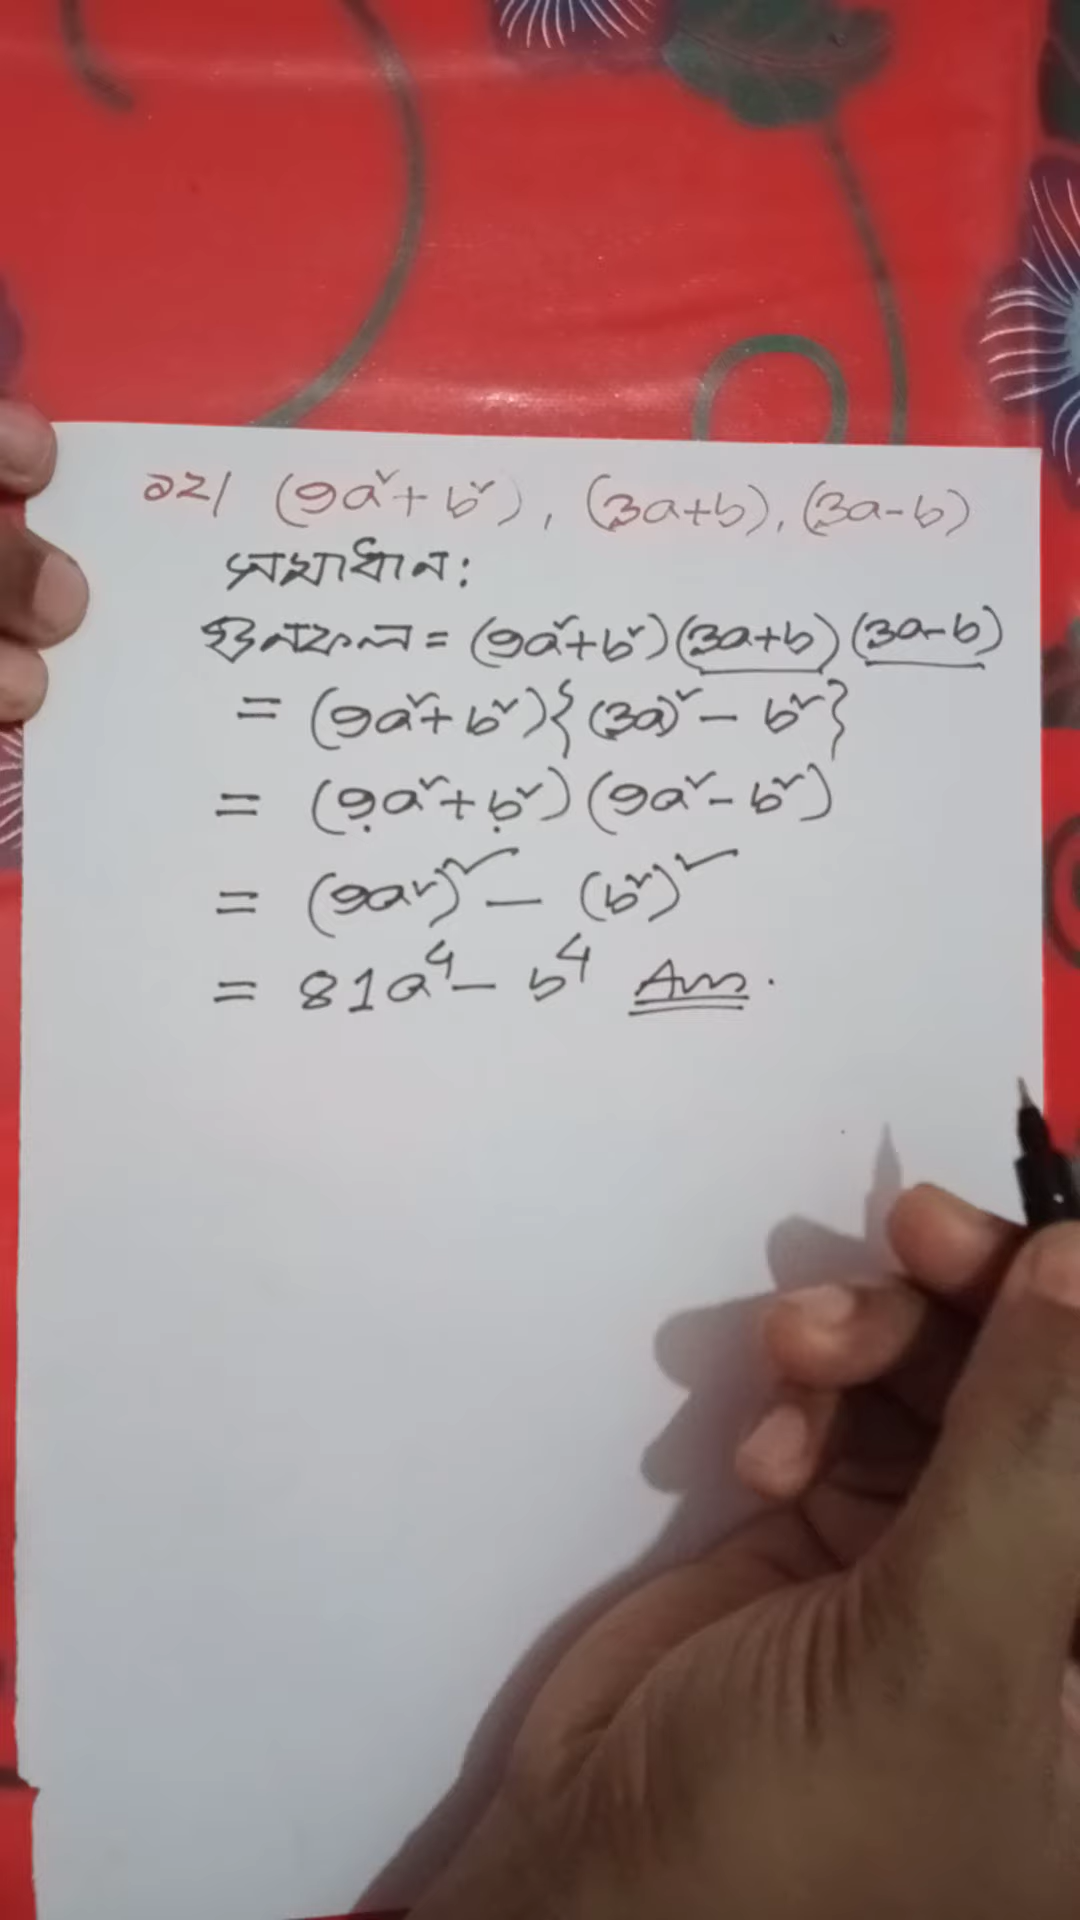 ১২। (9a² + b²), (3a+b), (3a-b)
সমাধান:
গুনফল = (9a²+b²)(3a+b)(3a-b)
= (9a²+b²){(3a)² - b²}
= (9a²+b²)(9a²-b²)
= (9a²)² - (b²)²
= 81a⁴ - b⁴ Ans.